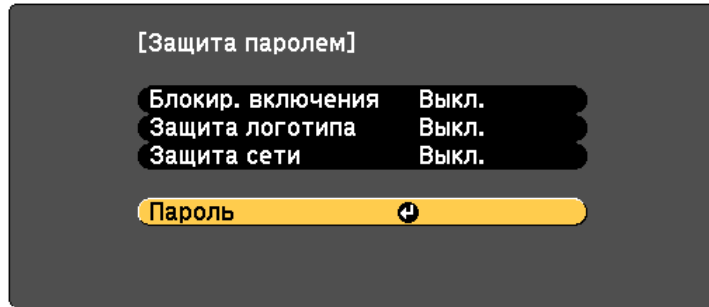 [Защита паролем]
Блокир. включения Выкл.
Защита логотипа Выкл.
Защита сети Выкл.
Пароль